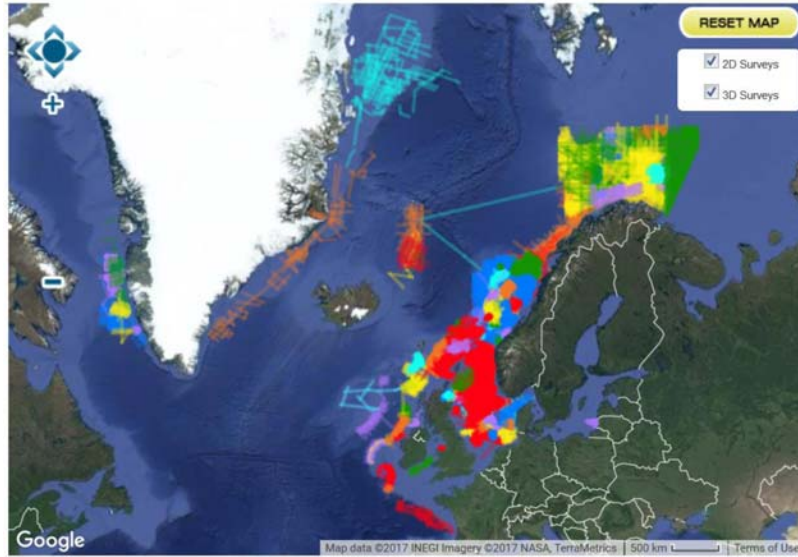 RESET MAP
2D Surveys
3D Surveys
Google
Map data ©2017 INEGI Imagery ©2017 NASA, TerraMetrics
500 km
Terms of Use